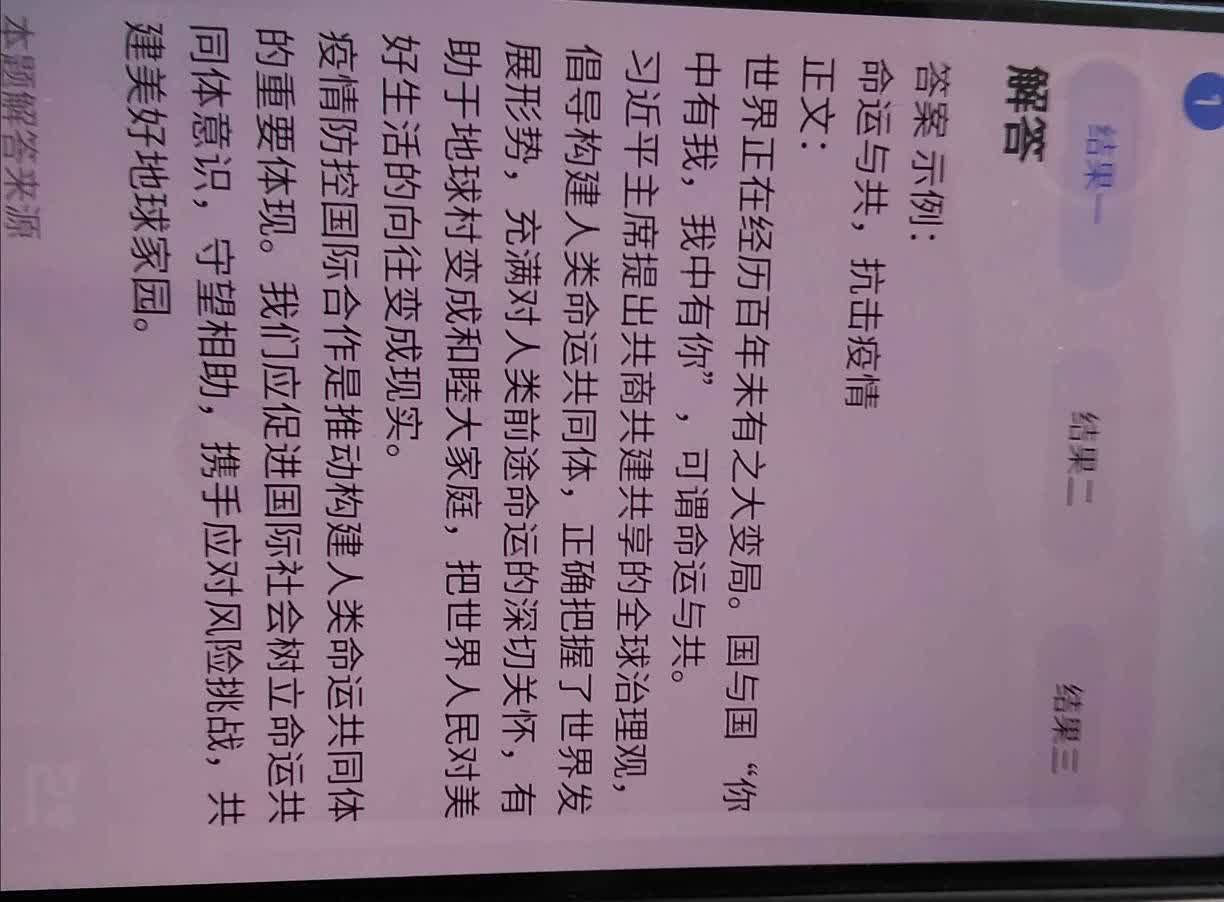 1
结果一 结果二 结果三
解答
答案 示例：
命运与共，抗击疫情
正文：
世界正在经历百年未有之大变局。国与国“你
中有我，我中有你”，可谓命运与共。
习近平主席提出共商共建共享的全球治理观，
倡导构建人类命运共同体，正确把握了世界发
展形势，充满对人类前途命运的深切关怀，有
助于地球村变成和睦大家庭，把世界人民对美
好生活的向往变成现实。
疫情防控国际合作是推动构建人类命运共同体
的重要体现。我们应促进国际社会树立命运共
同体意识，守望相助，携手应对风险挑战，共
建美好地球家园。
本题解答来源